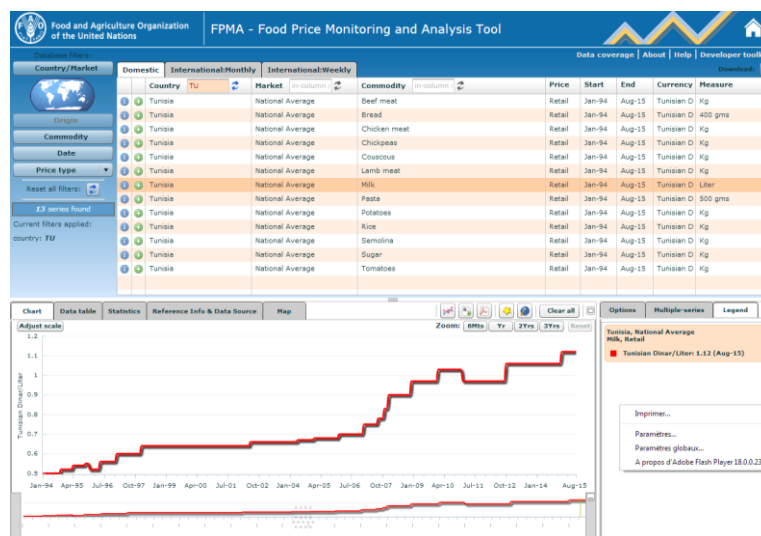 Food and Agriculture Organization
of the United Nations
FPMA - Food Price Monitoring and Analysis Tool
Database filters:
Data coverage | About | Help | Developer toolk
Country/Market
Domestic International:Monthly International:Weekly
Download:
Country TU Market in-column Commodity in-column Price Start End Currency Measure
Tunisia National Average Beef meat Retail Jan-94 Aug-15 Tunisian D Kg
Tunisia National Average Bread Retail Jan-94 Aug-15 Tunisian D 400 gms
Origin
Tunisia National Average Chicken meat Retail Jan-94 Aug-15 Tunisian D Kg
Commodity
Tunisia National Average Chickpeas Retail Jan-94 Aug-15 Tunisian D Kg
Date
Tunisia National Average Couscous Retail Jan-94 Aug-15 Tunisian D Kg
Price type
Tunisia National Average Lamb meat Retail Jan-94 Aug-15 Tunisian D Kg
Reset all filters:
Tunisia National Average Milk Retail Jan-94 Aug-15 Tunisian D Liter
Tunisia National Average Pasta Retail Jan-94 Aug-15 Tunisian D 500 gms
13 series found
Tunisia National Average Potatoes Retail Jan-94 Aug-15 Tunisian D Kg
Current filters applied:
Tunisia National Average Rice Retail Jan-94 Aug-15 Tunisian D Kg
country: TU
Tunisia National Average Semolina Retail Jan-94 Aug-15 Tunisian D Kg
Tunisia National Average Sugar Retail Jan-94 Aug-15 Tunisian D Kg
Tunisia National Average Tomatoes Retail Jan-94 Aug-15 Tunisian D Kg
Chart Data table Statistics Reference Info & Data Source Map Clear all Options Multiple-series Legend
Adjust scale
Zoom: 6Mts Yr 2Yrs 3Yrs Reset
Tunisia, National Average
Milk, Retail
Tunisian Dinar/Liter: 1.12 (Aug-15)
1.2
1.1
1
0.9
0.8
0.7
0.6
0.5
Tunisian Dinar/Liter
Jan-94 Apr-95 Jul-96 Oct-97 Jan-99 Apr-00 Jul-01 Oct-02 Jan-04 Apr-05 Jul-06 Oct-07 Jan-09 Apr-10 Jul-11 Oct-12 Jan-14 Aug-15
Imprimer...
Paramètres...
Paramètres globaux...
A propos d'Adobe Flash Player 18.0.0.23